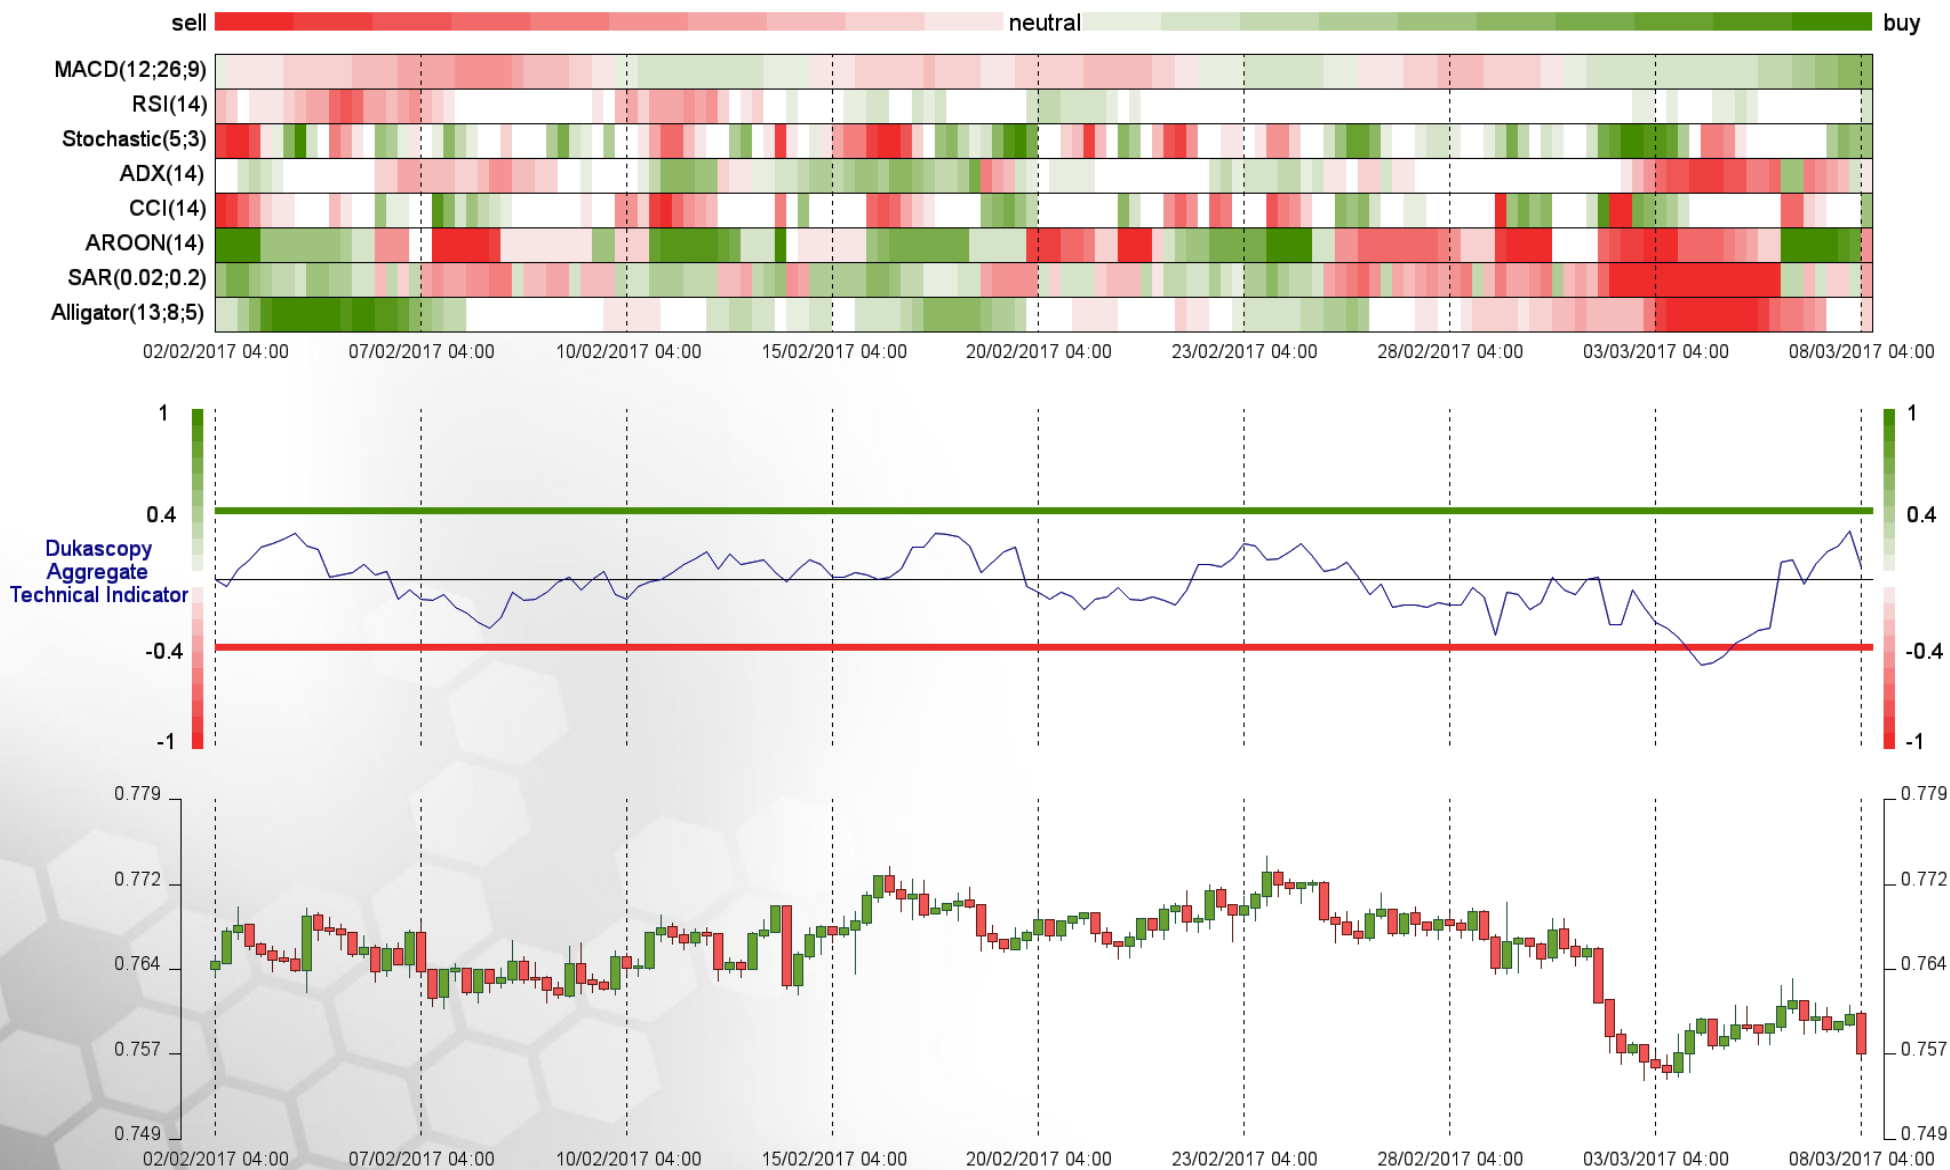 sell neutral buy
MACD(12;26;9)
RSI(14)
Stochastic(5;3)
ADX(14)
CCI(14)
AROON(14)
SAR(0.02;0.2)
Alligator(13;8;5)
02/02/2017 04:00 07/02/2017 04:00 10/02/2017 04:00 15/02/2017 04:00 20/02/2017 04:00 23/02/2017 04:00 28/02/2017 04:00 03/03/2017 04:00 08/03/2017 04:00
1 1
0.4 0.4
Dukascopy
Aggregate
Technical Indicator
-0.4 -0.4
-1 -1
0.779 0.779
0.772 0.772
0.764 0.764
0.757 0.757
0.749 0.749
02/02/2017 04:00 07/02/2017 04:00 10/02/2017 04:00 15/02/2017 04:00 20/02/2017 04:00 23/02/2017 04:00 28/02/2017 04:00 03/03/2017 04:00 08/03/2017 04:00